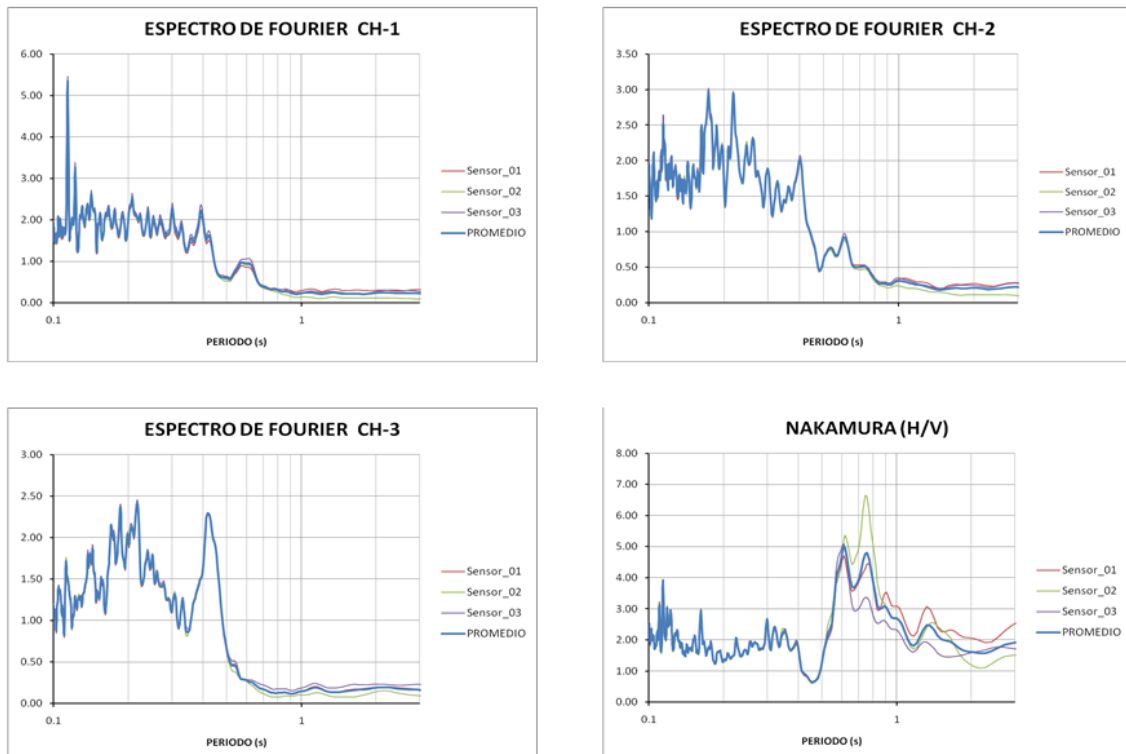 ESPECTRO DE FOURIER CH-1
6.00
5.00
4.00
3.00
2.00
1.00
0.00
0.1
1
PERIODO (s)
Sensor_01
Sensor_02
Sensor_03
PROMEDIO
ESPECTRO DE FOURIER CH-2
3.50
3.00
2.50
2.00
1.50
1.00
0.50
0.00
0.1
1
PERIODO (s)
Sensor_01
Sensor_02
Sensor_03
PROMEDIO
ESPECTRO DE FOURIER CH-3
3.00
2.50
2.00
1.50
1.00
0.50
0.00
0.1
1
PERIODO (s)
Sensor_01
Sensor_02
Sensor_03
PROMEDIO
NAKAMURA (H/V)
8.00
7.00
6.00
5.00
4.00
3.00
2.00
1.00
0.00
0.1
1
PERIODO (s)
Sensor_01
Sensor_02
Sensor_03
PROMEDIO